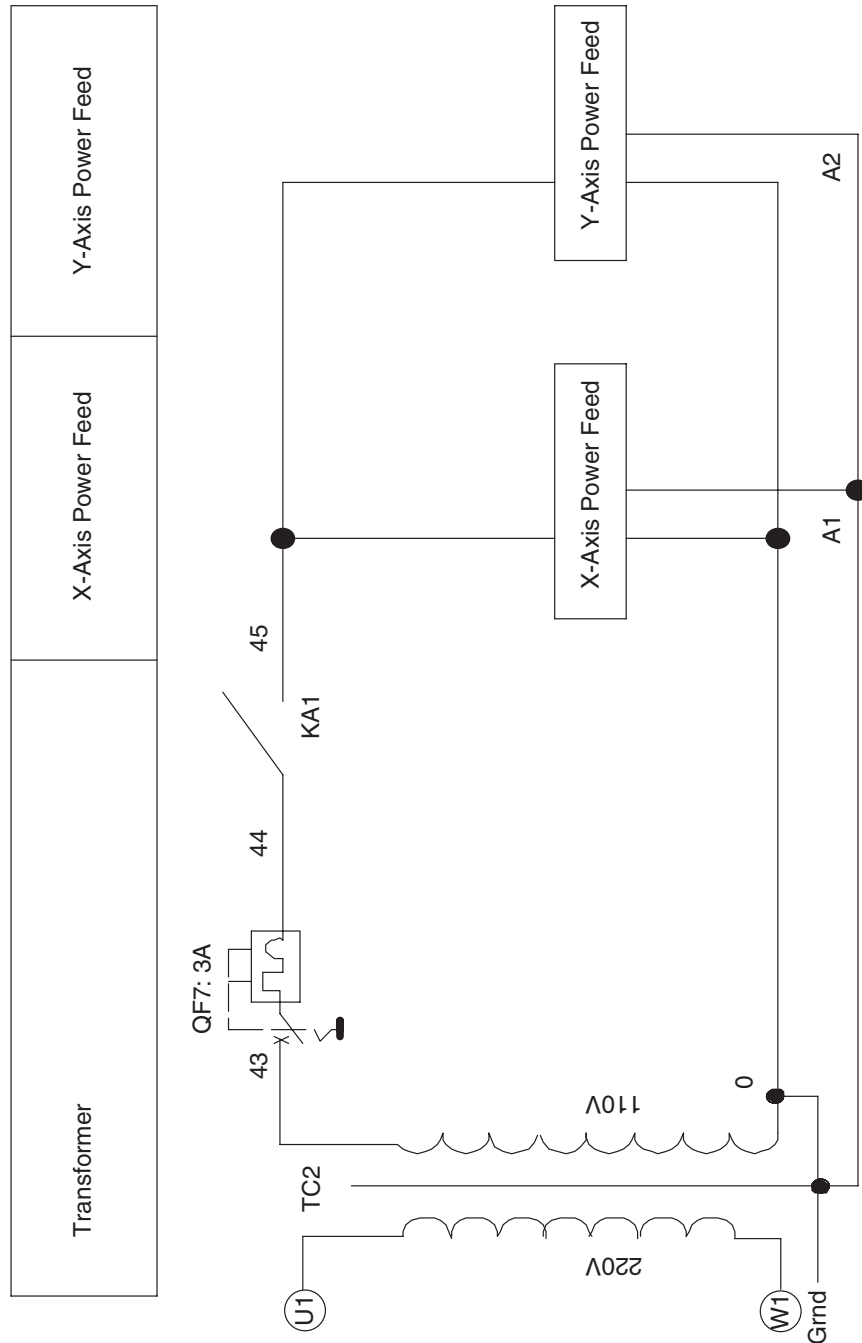 Transformer
X-Axis Power Feed
Y-Axis Power Feed
QF7: 3A
43
44
45
KA1
U1
TC2
220V
110V
X-Axis Power Feed
Y-Axis Power Feed
W1
0
Grnd
A1
A2